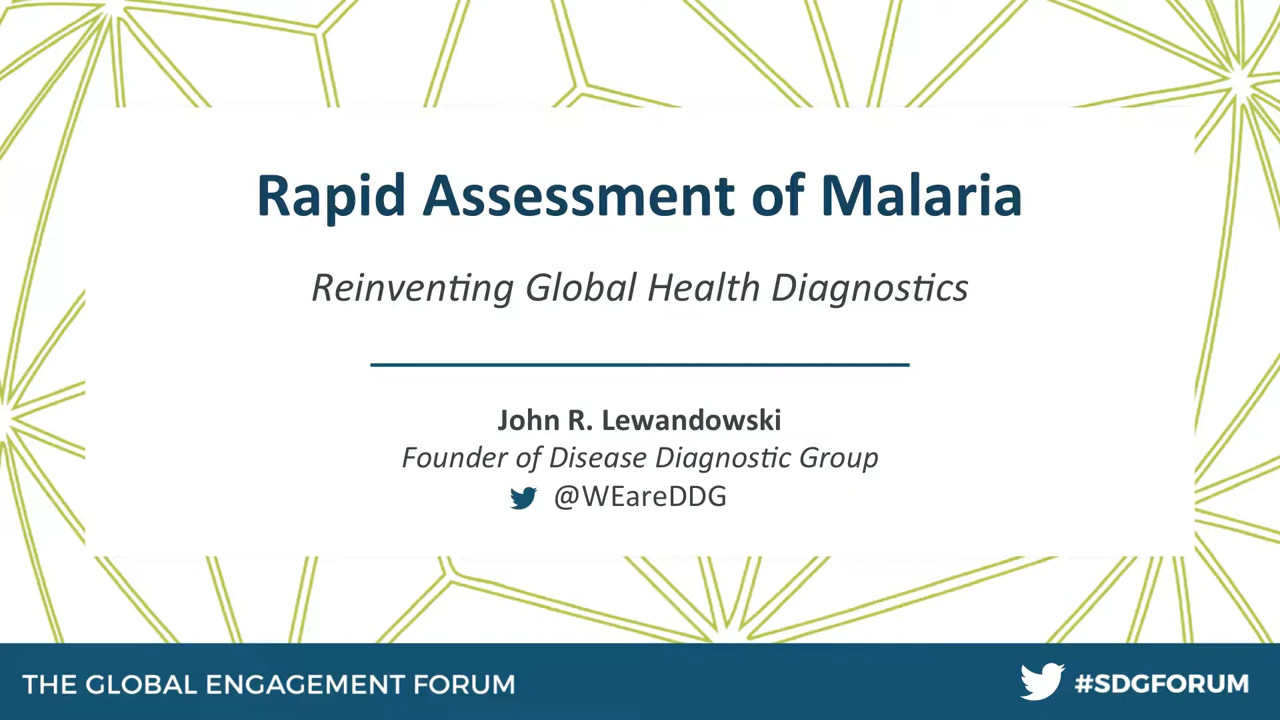 Rapid Assessment of Malaria
Reinventing Global Health Diagnostics
John R. Lewandowski
Founder of Disease Diagnostic Group
@WEareDDG
THE GLOBAL ENGAGEMENT FORUM
#SDGFORUM